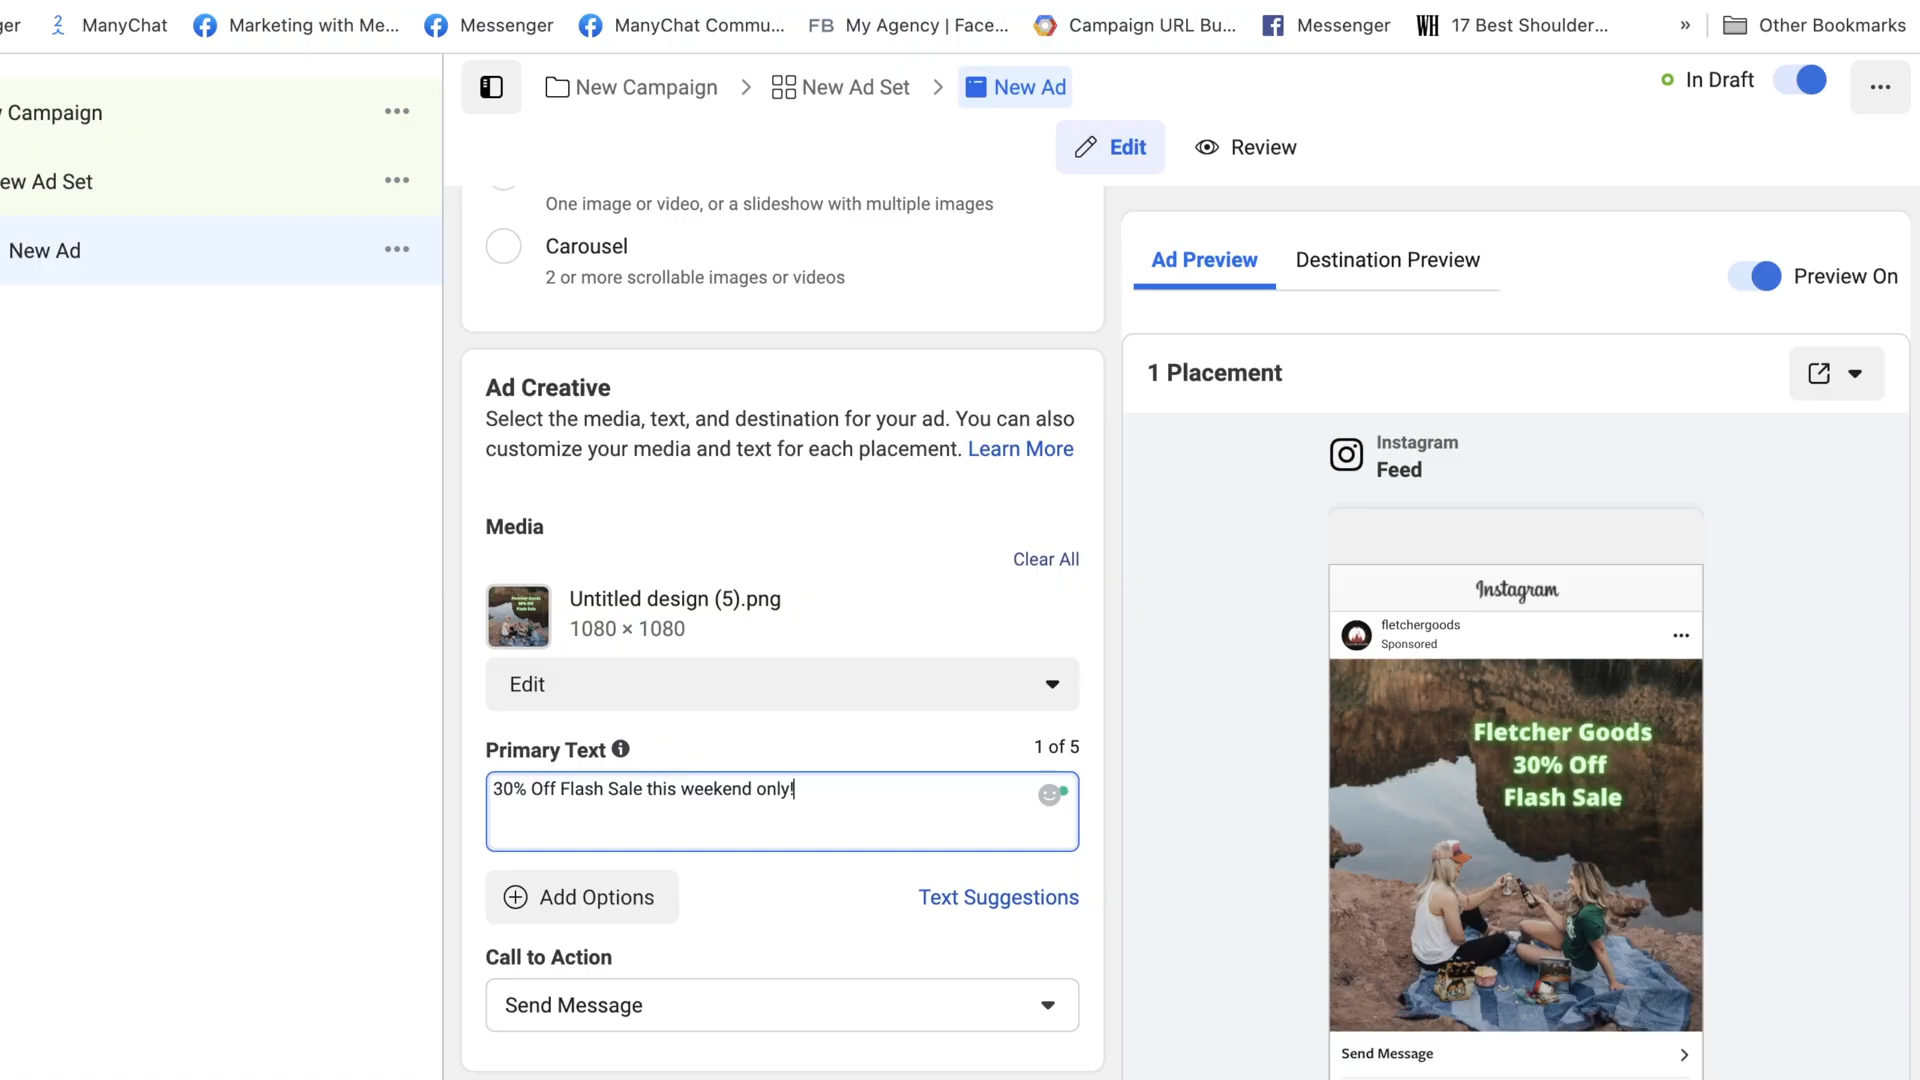 ger
ManyChat
Marketing with Me...
Messenger
ManyChat Commu...
FB
My Agency | Face...
Campaign URL Bu...
Messenger
WH
17 Best Shoulder...
»
Other Bookmarks
Campaign
ew Ad Set
New Ad
New Campaign
New Ad Set
New Ad
In Draft
Edit
Review
One image or video, or a slideshow with multiple images
Carousel
2 or more scrollable images or videos
Ad Creative
Select the media, text, and destination for your ad. You can also
customize your media and text for each placement. Learn More
Media
Clear All
Untitled design (5).png
1080 × 1080
Edit
Primary Text
1 of 5
30% Off Flash Sale this weekend only!
Add Options
Text Suggestions
Call to Action
Send Message
Ad Preview
Destination Preview
Preview On
1 Placement
Instagram
Feed
Instagram
fletchergoods
Sponsored
Fletcher Goods
30% Off
Flash Sale
Send Message